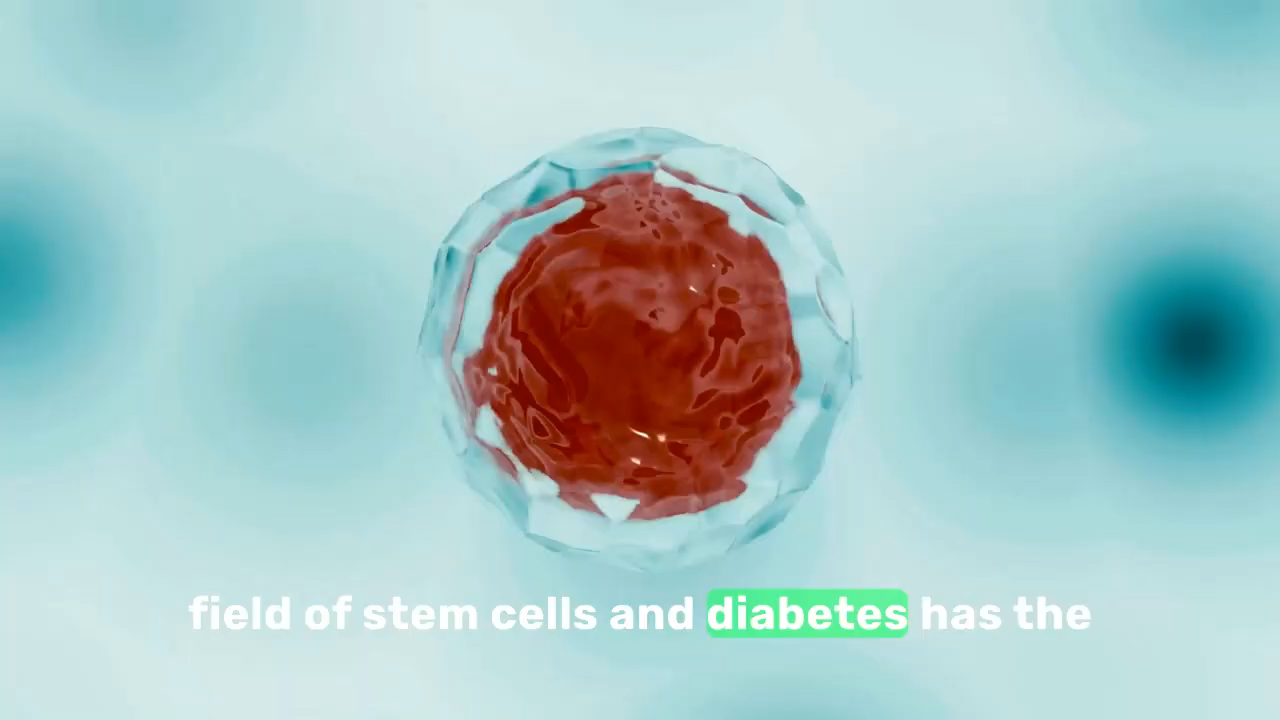 field of stem cells and diabetes has the